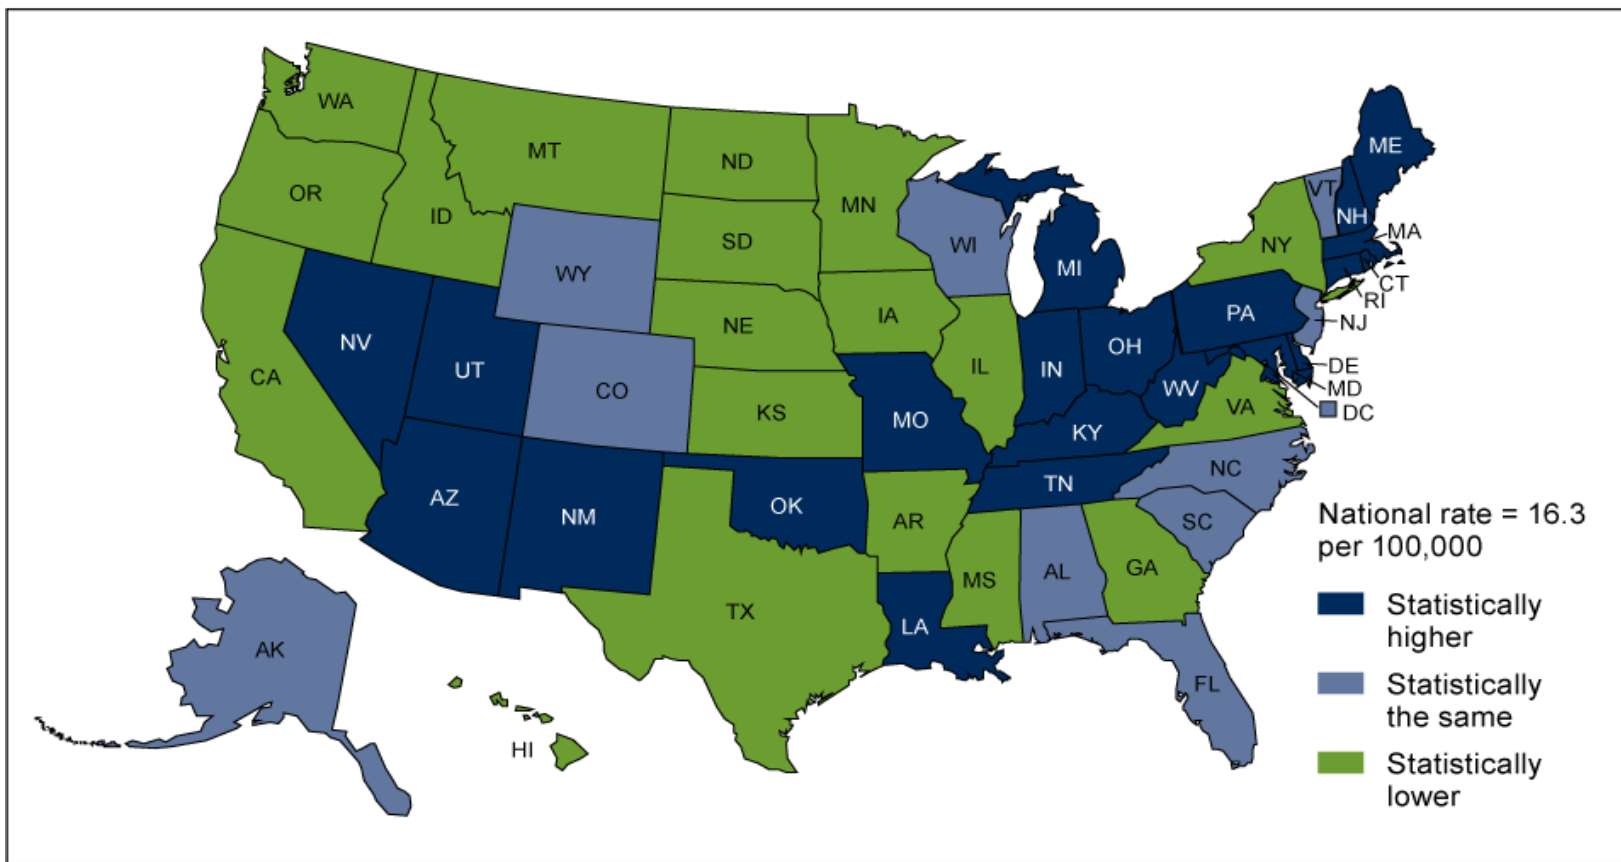 WA
MT
ND
MN
OR
ID
SD
WI
WY
MI
ME
VT
NH
MA
NY
CT
RI
NV
UT
CO
NE
IA
IL
IN
OH
PA
NJ
DE
MD
DC
CA
KS
MO
WV
VA
KY
AZ
NM
OK
AR
TN
NC
SC
TX
LA
MS
AL
GA
FL
AK
HI
National rate = 16.3
per 100,000
Statistically
higher
Statistically
the same
Statistically
lower